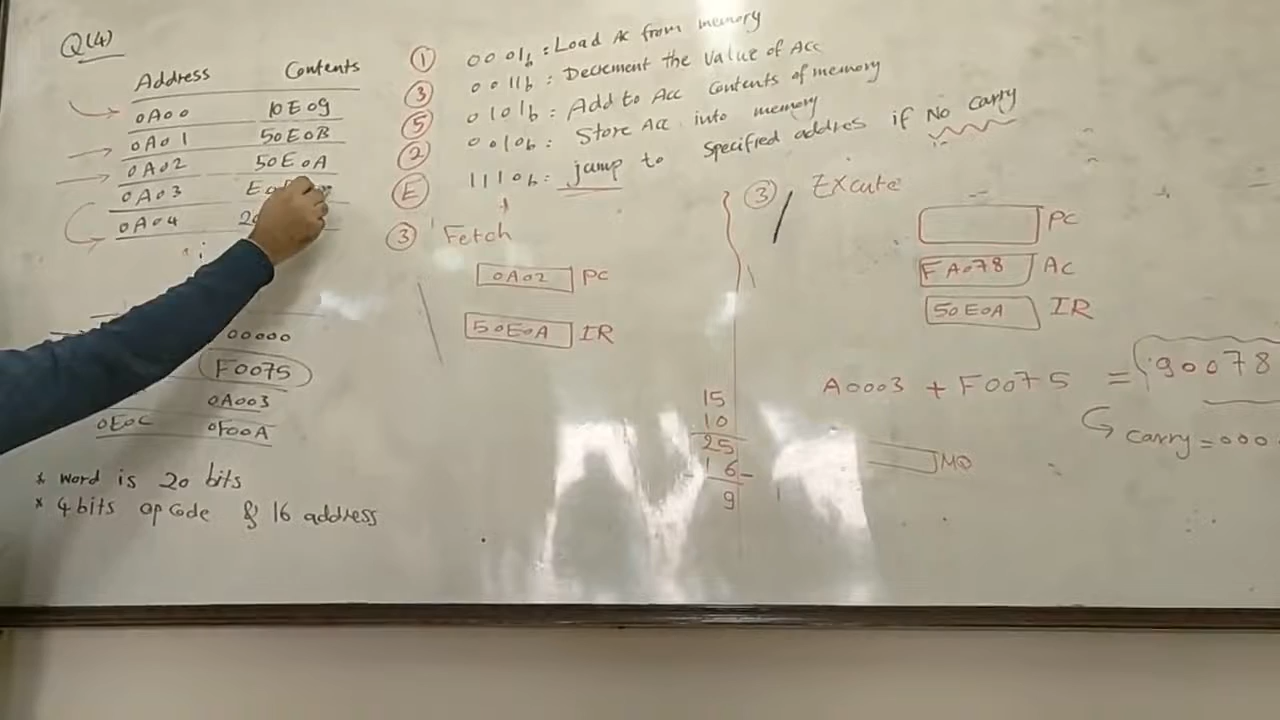 Q(4)
Address Contents
0A00 10E09
0A01 50E0B
0A02 50E0A
0A03
0A04
00000
F0075
0A003
0E0C 0F00A
* word is 20 bits
* 4 bits opCode & 16 address
① 0001b : Load Ac from memory
③ 0011b : Decrement the Value of Acc
⑤ 0101b : Add to Acc Contents of memory
② 0010b : Store Acc into memory
Ⓔ 1110b : jump to specified addres if No Carry
③ Fetch
0A02 PC
50E0A IR
③ Excute
PC
FA078 AC
50E0A IR
A0003 + F0075 = 90078
Carry = 000
15
10
25
16 -
9
MQ